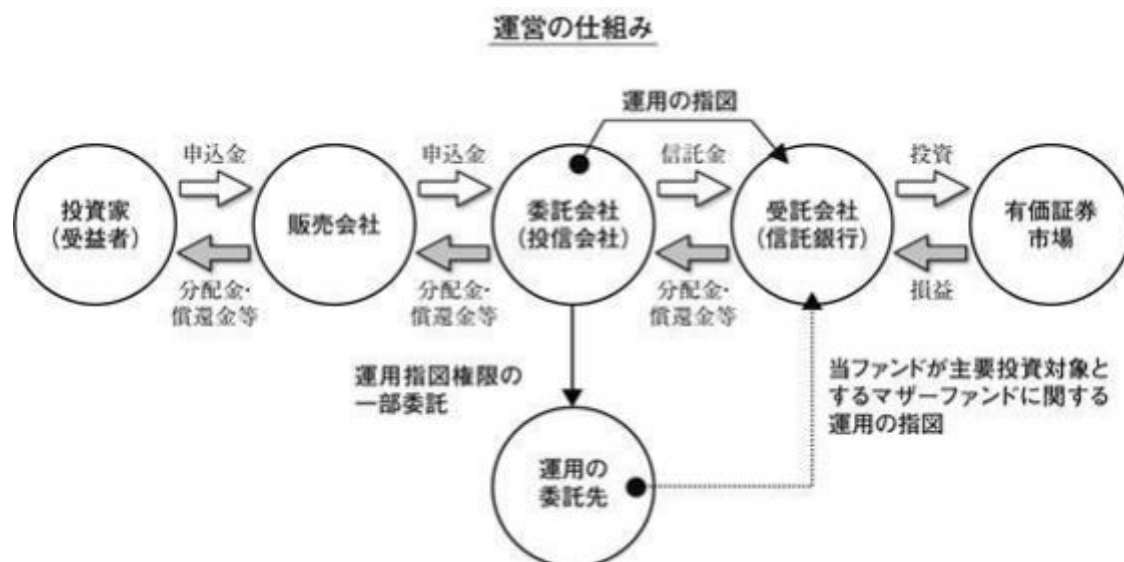 運営の仕組み
運用の指図
申込金
申込金
信託金
投資
投資家
(受益者)
販売会社
委託会社
(投信会社)
受託会社
(信託銀行)
有価証券
市場
分配金・
償還金等
分配金・
償還金等
分配金・
償還金等
損益
運用指図権限の
一部委託
当ファンドが主要投資対象と
するマザーファンドに関する
運用の指図
運用の
委託先